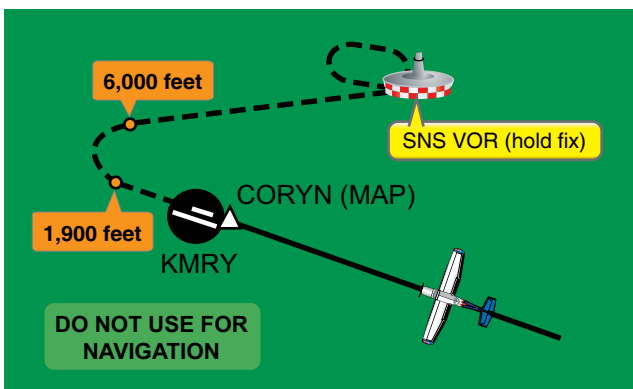 6,000 feet
SNS VOR (hold fix)
CORYN (MAP)
1,900 feet
KMRY
DO NOT USE FOR
NAVIGATION